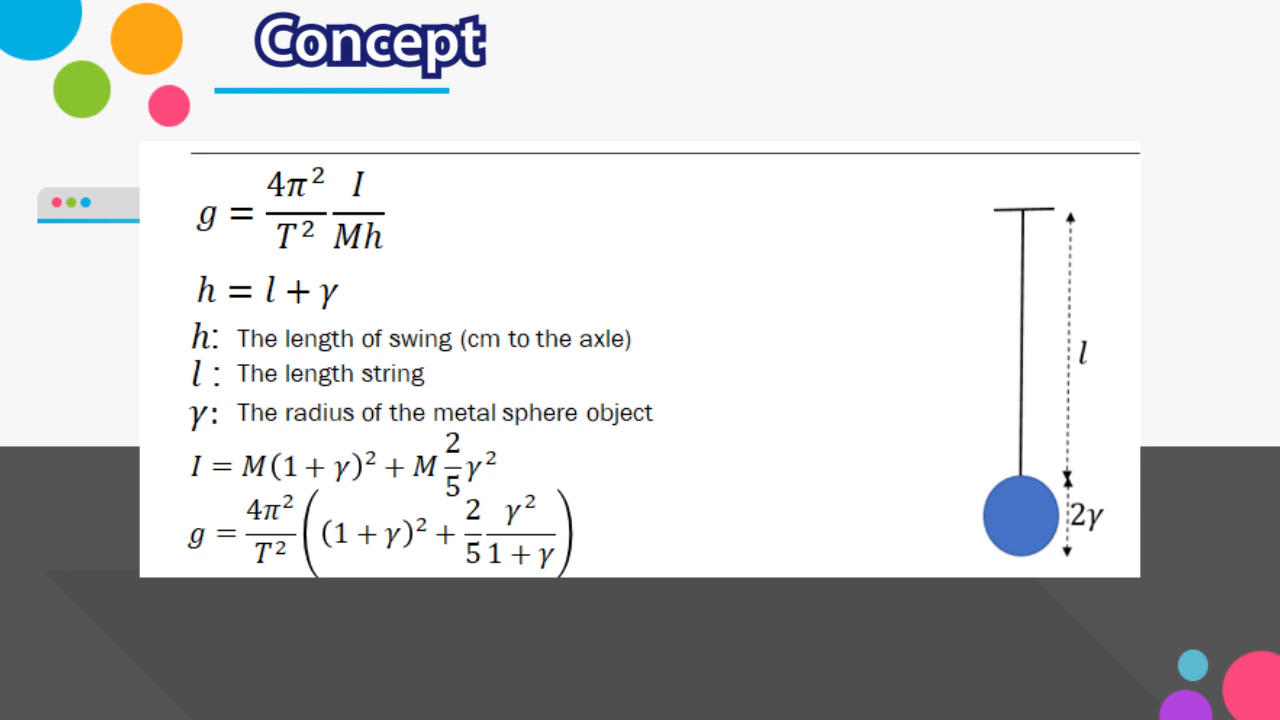 Concept
g = 4π² / T² I / Mh
h = l + γ
h: The length of swing (cm to the axle)
l : The length string
γ: The radius of the metal sphere object
I = M(1 + γ)² + M 2/5 γ²
g = 4π² / T² ( (1 + γ)² + 2/5 γ² / 1 + γ )
l
2γ